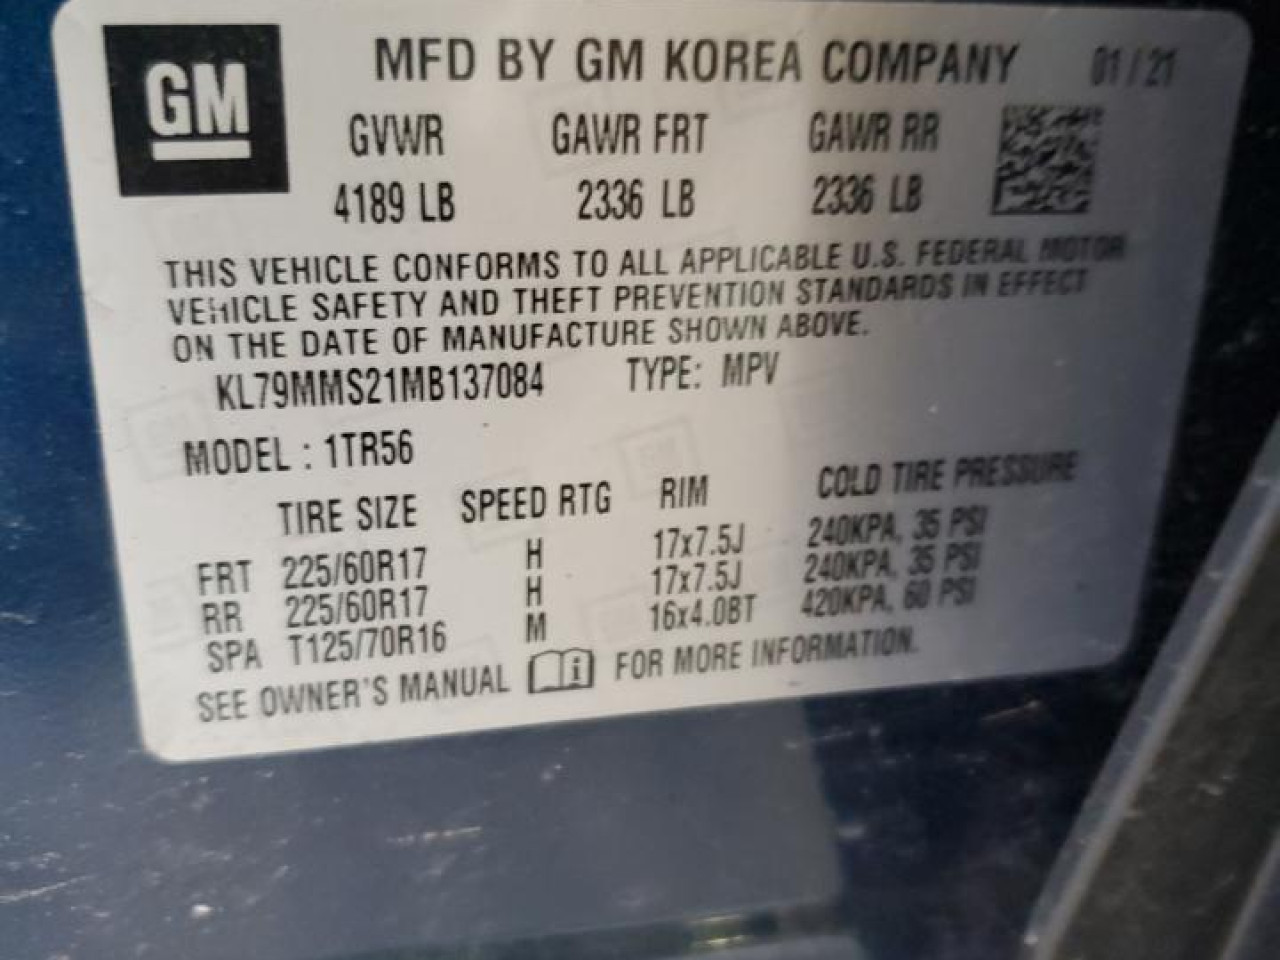 GM
MFD BY GM KOREA COMPANY 01/21
GVWR GAWR FRT GAWR RR
4189 LB 2336 LB 2336 LB
THIS VEHICLE CONFORMS TO ALL APPLICABLE U.S. FEDERAL MOTOR
VEHICLE SAFETY AND THEFT PREVENTION STANDARDS IN EFFECT
ON THE DATE OF MANUFACTURE SHOWN ABOVE.
KL79MMS21MB137084 TYPE: MPV
MODEL : 1TR56
TIRE SIZE SPEED RTG RIM COLD TIRE PRESSURE
FRT 225/60R17 H 17x7.5J 240KPA, 35 PSI
RR 225/60R17 H 17x7.5J 240KPA, 35 PSI
SPA T125/70R16 M 16x4.0BT 420KPA, 60 PSI
SEE OWNER'S MANUAL i FOR MORE INFORMATION.